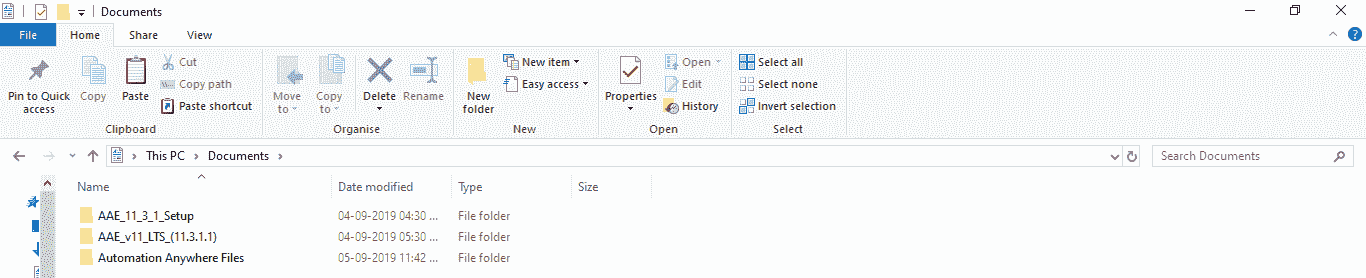 Documents
File Home Share View
Pin to Quick access
Copy
Paste
Cut
Copy path
Paste shortcut
Clipboard
Move to
Copy to
Delete
Rename
Organise
New folder
New item
Easy access
New
Properties
Open
Edit
History
Open
Select all
Select none
Invert selection
Select
This PC > Documents >
Search Documents
Name Date modified Type Size
AAE_11_3_1_Setup 04-09-2019 04:30 ... File folder
AAE_v11_LTS_(11.3.1.1) 04-09-2019 05:30 ... File folder
Automation Anywhere Files 05-09-2019 11:42 ... File folder